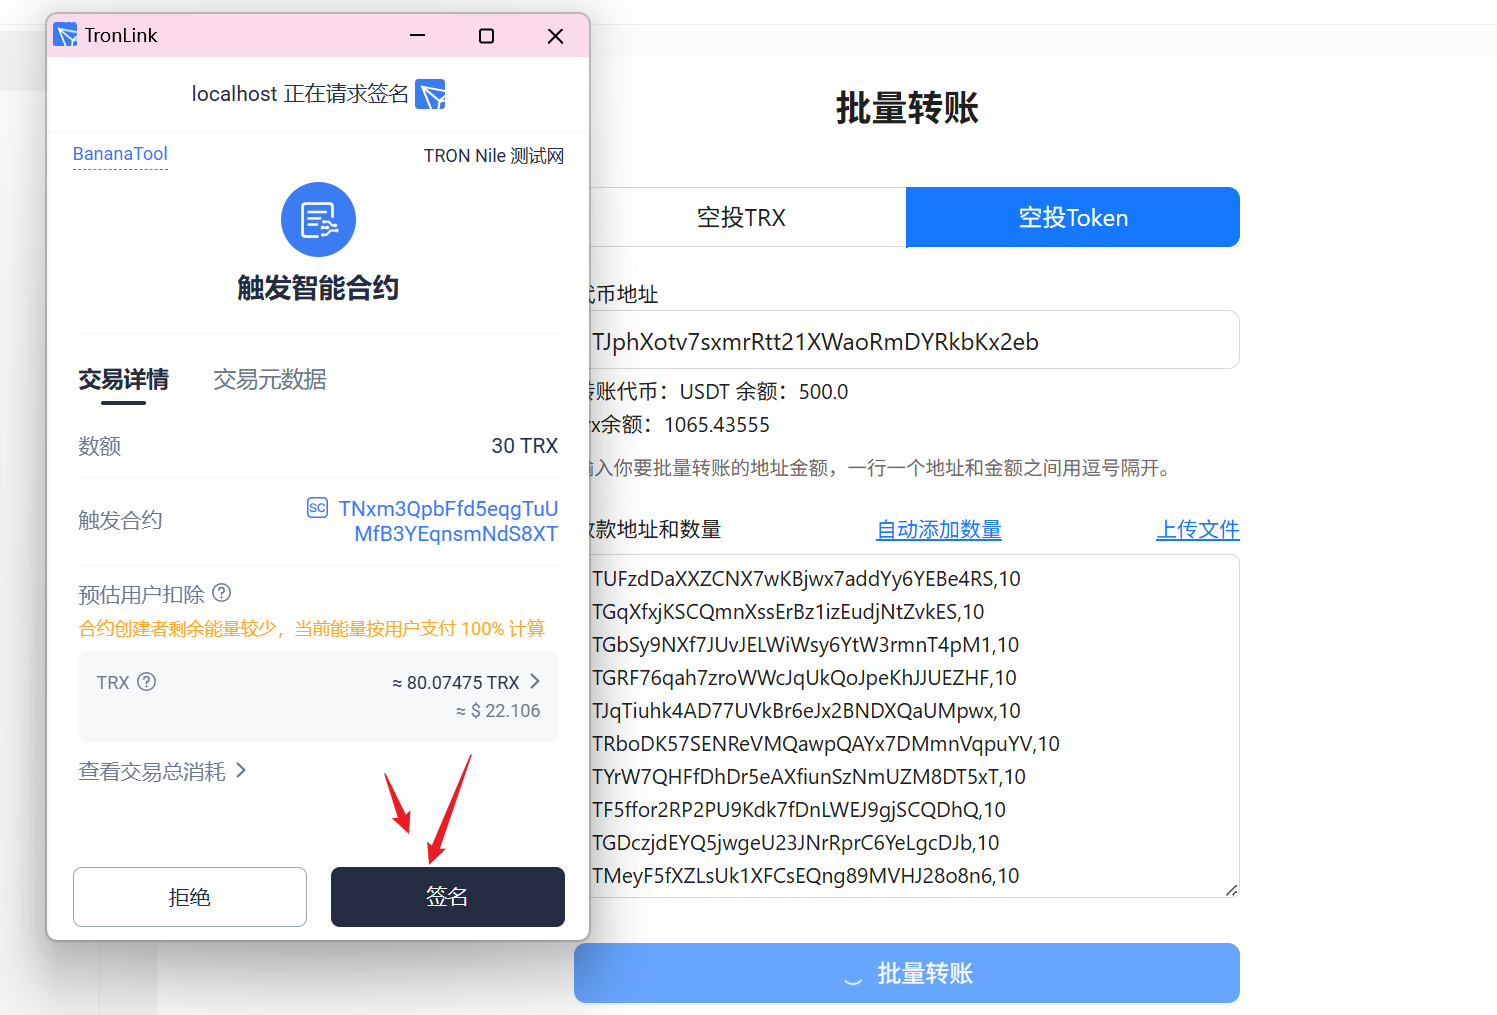 TronLink
localhost 正在请求签名
BananaTool
TRON Nile 测试网
触发智能合约
交易详情 交易元数据
数额 30 TRX
触发合约 SC TNxm3QpbFfd5eqgTuU
MfB3YEqnsmNdS8XT
预估用户扣除
合约创建者剩余能量较少，当前能量按用户支付 100% 计算
TRX ≈ 80.07475 TRX
≈ $ 22.106
查看交易总消耗
拒绝 签名
批量转账
空投TRX 空投Token
代币地址
TJphXotv7sxmrRtt21XWaoRmDYRkbKx2eb
转账代币：USDT 余额：500.0
rx余额：1065.43555
输入你要批量转账的地址金额，一行一个地址和金额之间用逗号隔开。
收款地址和数量 自动添加数量 上传文件
TUFzdDaXXZCNX7wKBjwx7addYy6YEBe4RS,10
TGqXfxjKSCQmnXssErBz1izEudjNtZvkES,10
TGbSy9NXf7JUvJELWiWsy6YtW3rmnT4pM1,10
TGRF76qah7zroWWcJqUkQoJpeKhJJUEZHF,10
TJqTiuhk4AD77UVkBr6eJx2BNDXQaUMpwx,10
TRboDK57SENReVMQawpQAYx7DMmnVqpuYV,10
TYrW7QHFfDhDr5eAXfiunSzNmUZM8DT5xT,10
TF5ffor2RP2PU9Kdk7fDnLWEJ9gjSCQDhQ,10
TGDczjdEYQ5jwgeU23JNrRprC6YeLgcDJb,10
TMeyF5fXZLsUk1XFCsEQng89MVHJ28o8n6,10
批量转账